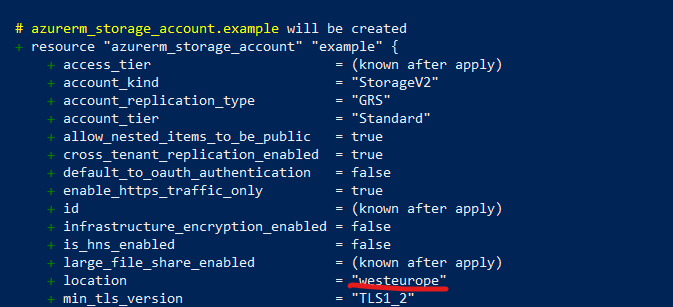 # azurerm_storage_account.example will be created
+ resource "azurerm_storage_account" "example" {
+ access_tier = (known after apply)
+ account_kind = "StorageV2"
+ account_replication_type = "GRS"
+ account_tier = "Standard"
+ allow_nested_items_to_be_public = true
+ cross_tenant_replication_enabled = true
+ default_to_oauth_authentication = false
+ enable_https_traffic_only = true
+ id = (known after apply)
+ infrastructure_encryption_enabled = false
+ is_hns_enabled = false
+ large_file_share_enabled = (known after apply)
+ location = "westeurope"
+ min_tls_version = "TLS1_2"